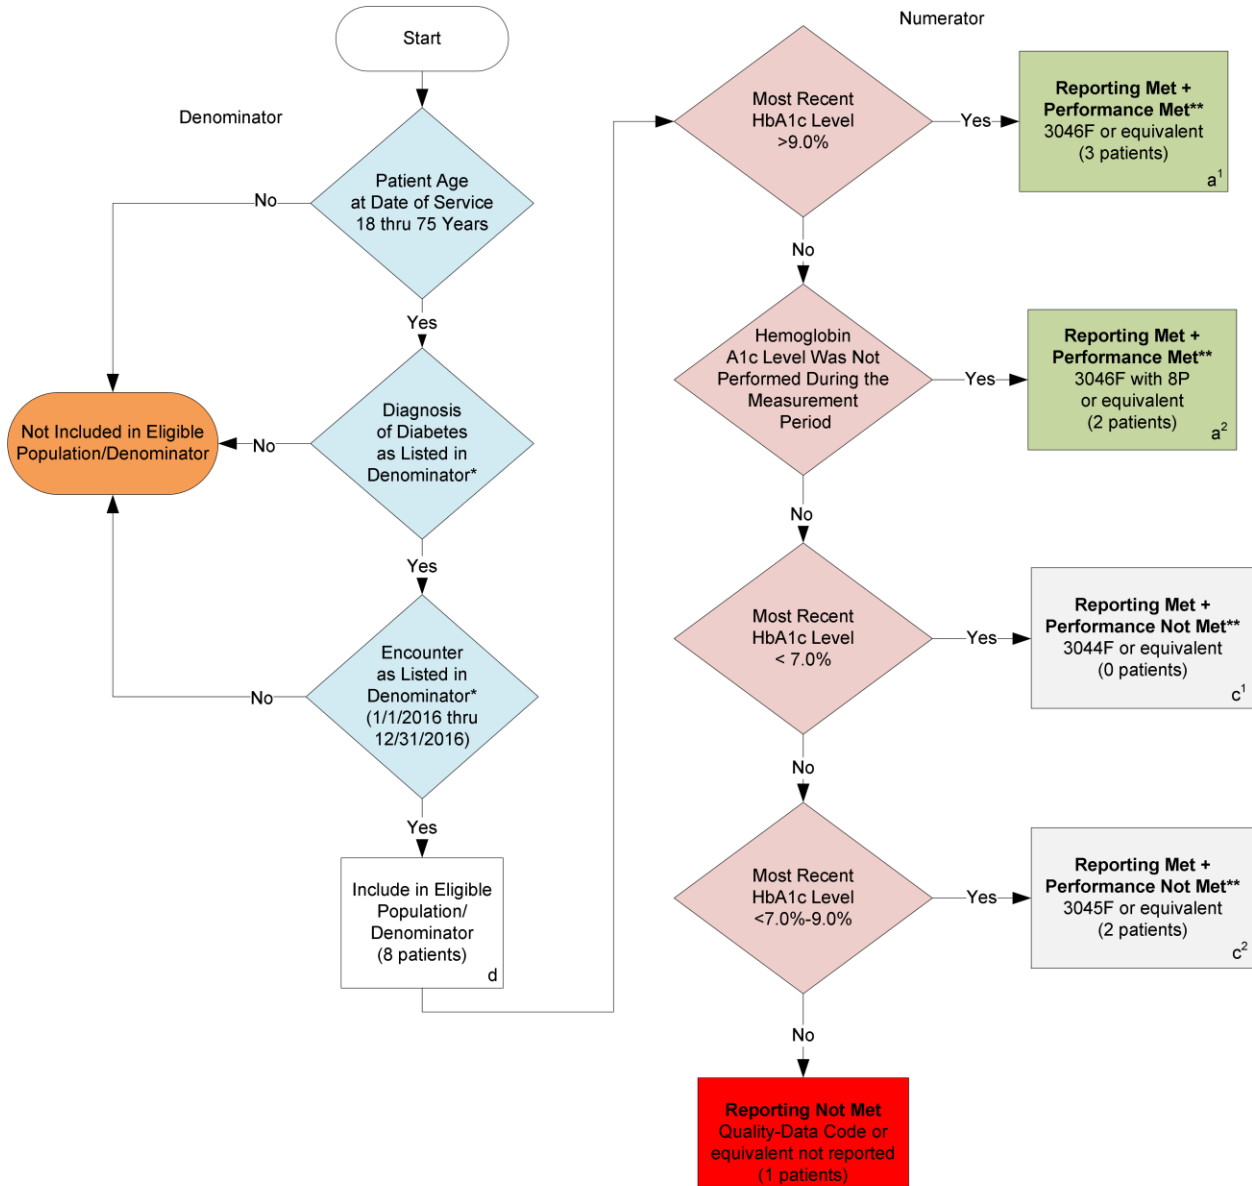 Start
Denominator
Patient Age
at Date of Service
18 thru 75 Years
No
Yes
Diagnosis
of Diabetes
as Listed in
Denominator*
No
Not Included in Eligible
Population/Denominator
Yes
Encounter
as Listed in
Denominator*
(1/1/2016 thru
12/31/2016)
No
Yes
Include in Eligible
Population/
Denominator
(8 patients)
d
Numerator
Most Recent
HbA1c Level
>9.0%
Yes
Reporting Met +
Performance Met**
3046F or equivalent
(3 patients)
a¹
No
Hemoglobin
A1c Level Was Not
Performed During the
Measurement
Period
Yes
Reporting Met +
Performance Met**
3046F with 8P
or equivalent
(2 patients)
a²
No
Most Recent
HbA1c Level
< 7.0%
Yes
Reporting Met +
Performance Not Met**
3044F or equivalent
(0 patients)
c¹
No
Most Recent
HbA1c Level
<7.0%-9.0%
Yes
Reporting Met +
Performance Not Met**
3045F or equivalent
(2 patients)
c²
No
Reporting Not Met
Quality-Data Code or
equivalent not reported
(1 patients)